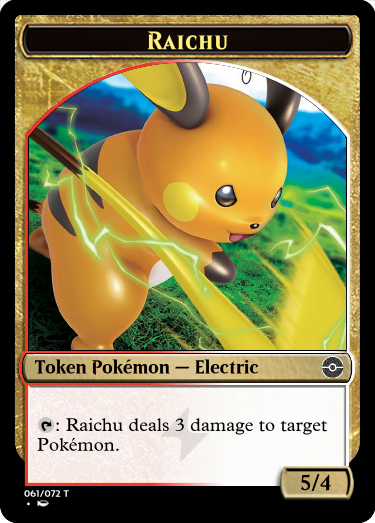 Raichu
Token Pokémon — Electric
: Raichu deals 3 damage to target
Pokémon.
5/4
061/072 T